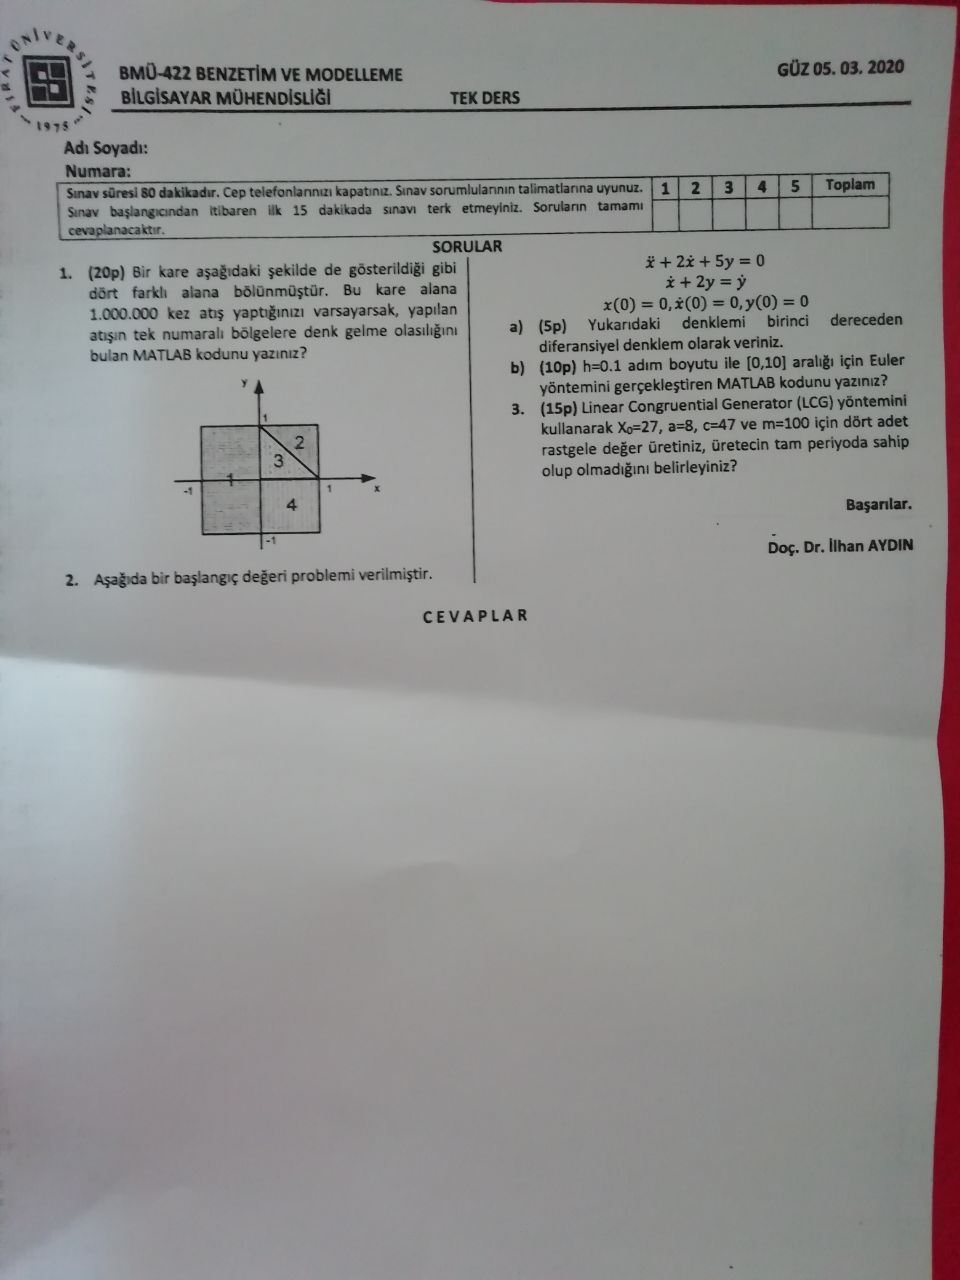 FIRAT ÜNİVERSİTESİ
1975
BMÜ-422 BENZETİM VE MODELLEME
GÜZ 05. 03. 2020
BİLGİSAYAR MÜHENDİSLİĞİ
TEK DERS
Adı Soyadı:
Numara:
Sınav süresi 80 dakikadır. Cep telefonlarınızı kapatınız. Sınav sorumlularının talimatlarına uyunuz.
Sınav başlangıcından itibaren ilk 15 dakikada sınavı terk etmeyiniz. Soruların tamamı
cevaplanacaktır.
1 2 3 4 5 Toplam
SORULAR
1. (20p) Bir kare aşağıdaki şekilde de gösterildiği gibi
dört farklı alana bölünmüştür. Bu kare alana
1.000.000 kez atış yaptığınızı varsayarsak, yapılan
atışın tek numaralı bölgelere denk gelme olasılığını
bulan MATLAB kodunu yazınız?
y
1
2
3
1
-1
1
x
4
-1
2. Aşağıda bir başlangıç değeri problemi verilmiştir.
ẍ + 2ẋ + 5y = 0
ẋ + 2y = ẏ
x(0) = 0, ẋ(0) = 0, y(0) = 0
a) (5p) Yukarıdaki denklemi birinci dereceden
diferansiyel denklem olarak veriniz.
b) (10p) h=0.1 adım boyutu ile [0,10] aralığı için Euler
yöntemini gerçekleştiren MATLAB kodunu yazınız?
3. (15p) Linear Congruential Generator (LCG) yöntemini
kullanarak X₀=27, a=8, c=47 ve m=100 için dört adet
rastgele değer üretiniz, üretecin tam periyoda sahip
olup olmadığını belirleyiniz?
Başarılar.
Doç. Dr. İlhan AYDIN
CEVAPLAR